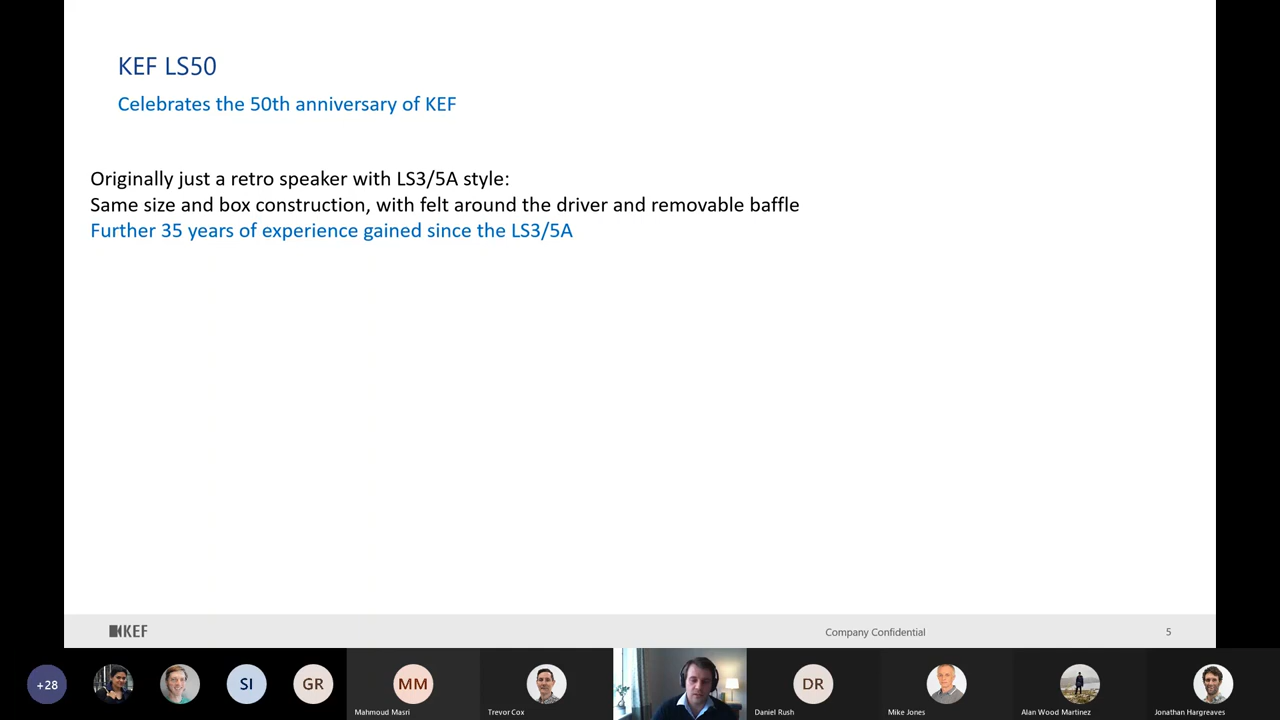 KEF LS50
Celebrates the 50th anniversary of KEF
Originally just a retro speaker with LS3/5A style:
Same size and box construction, with felt around the driver and removable baffle
Further 35 years of experience gained since the LS3/5A
KEF
Company Confidential
5
+28
SI
GR
MM
DR
Mahmoud Masri
Trevor Cox
Daniel Rush
Mike Jones
Alan Wood Martinez
Jonathan Hargreaves